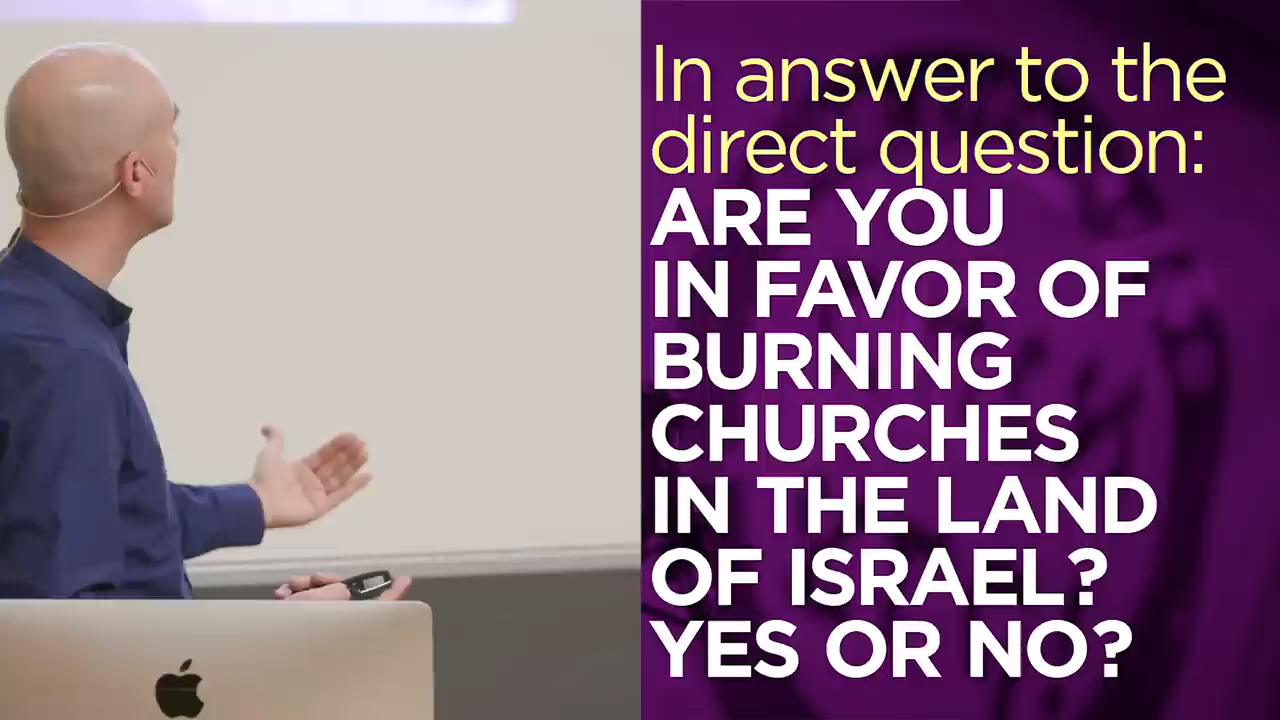 In answer to the
direct question:
ARE YOU
IN FAVOR OF
BURNING
CHURCHES
IN THE LAND
OF ISRAEL?
YES OR NO?